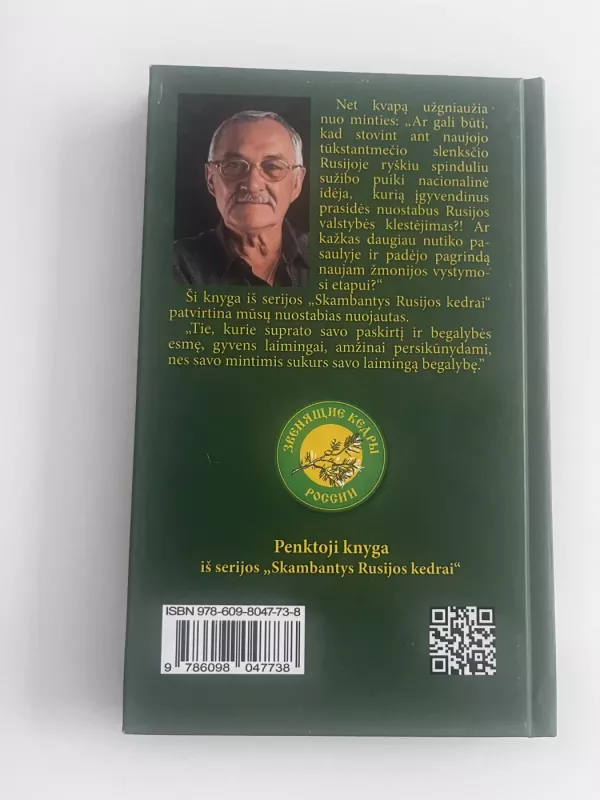 Net kvapą užgniaužia
nuo minties: „Ar gali būti,
kad stovint ant naujojo
tūkstantmečio slenksčio
Rusijoje ryškiu spinduliu
sužibo puiki nacionalinė
idėja, kurią įgyvendinus
prasidės nuostabus Rusijos
valstybės klestėjimas?! Ar
kažkas daugiau nutiko pa-
saulyje ir padėjo pagrindą
naujam žmonijos vystymo-
si etapui?“
Ši knyga iš serijos „Skambantys Rusijos kedrai“
patvirtina mūsų nuostabias nuojautas.
„Tie, kurie suprato savo paskirtį ir begalybės
esmę, gyvens laimingai, amžinai persikūnydami,
nes savo mintimis sukurs savo laimingą begalybę.”
ЗВЕНЯЩИЕ КЕДРЫ
РОССИИ
Penktoji knyga
iš serijos „Skambantys Rusijos kedrai“
ISBN 978-609-8047-73-8
9 786098 047738